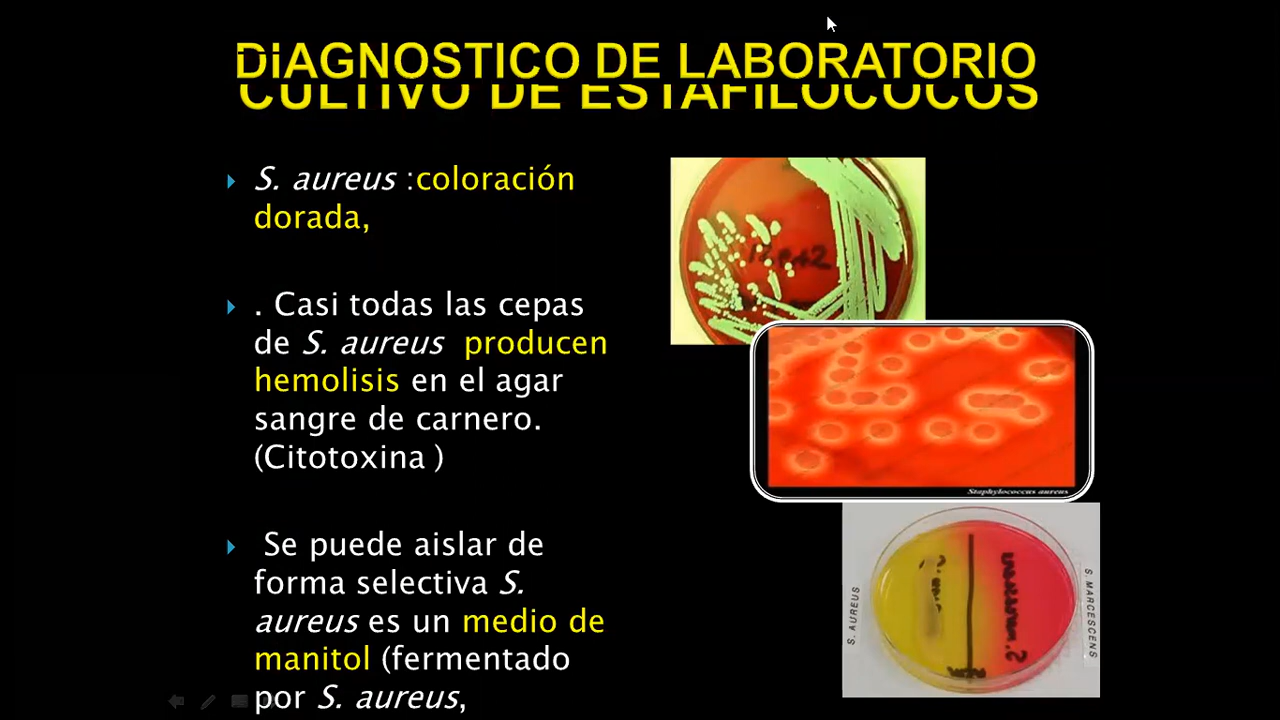 DiAGNOSTICO DE LABORATORIO
CULTIVO DE ESTAFILOCOCOS
S. aureus :coloración
dorada,
. Casi todas las cepas
de S. aureus producen
hemolisis en el agar
sangre de carnero.
(Citotoxina )
Se puede aislar de
forma selectiva S.
aureus es un medio de
manitol (fermentado
por S. aureus,
Staphylococcus aureus
S. AUREUS
S. MARCESCENS